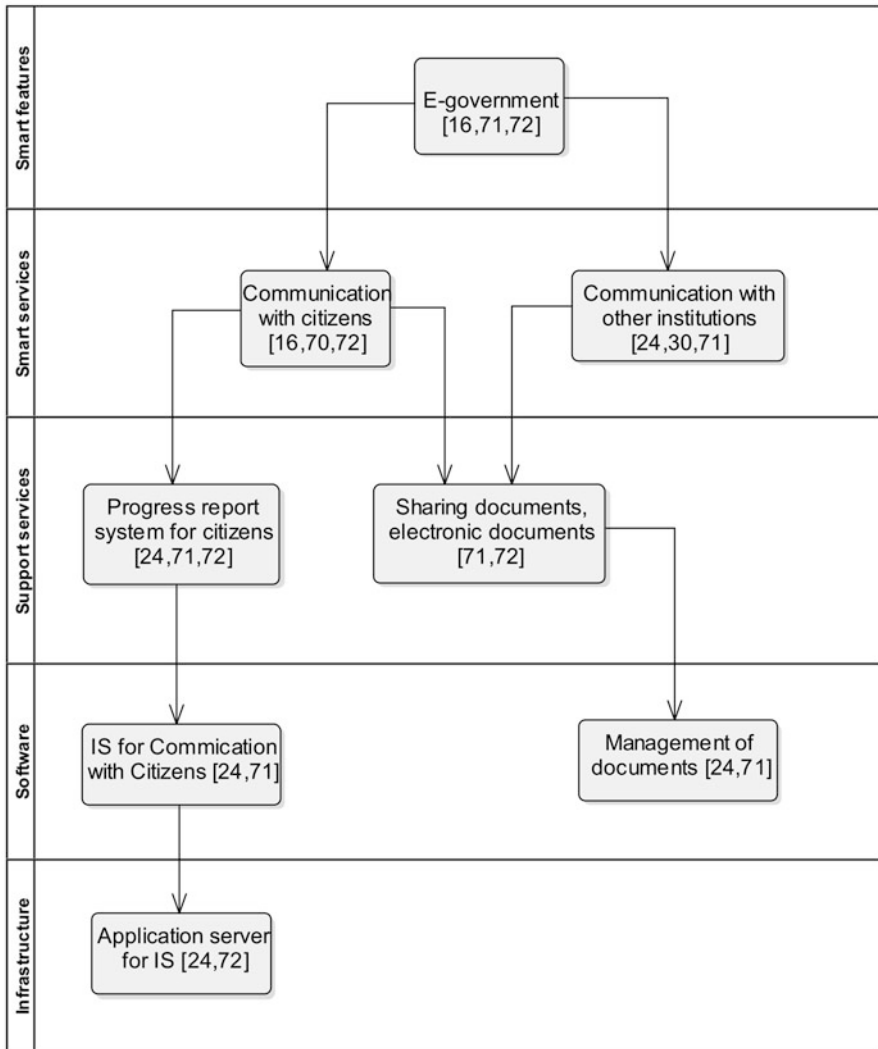 Smart features
E-government
[16,71,72]
Smart services
Communication
with citizens
[16,70,72]
Communication with
other institutions
[24,30,71]
Support services
Progress report
system for citizens
[24,71,72]
Sharing documents,
electronic documents
[71,72]
Software
IS for Commication
with Citizens [24,71]
Management of
documents [24,71]
Infrastructure
Application server
for IS [24,72]